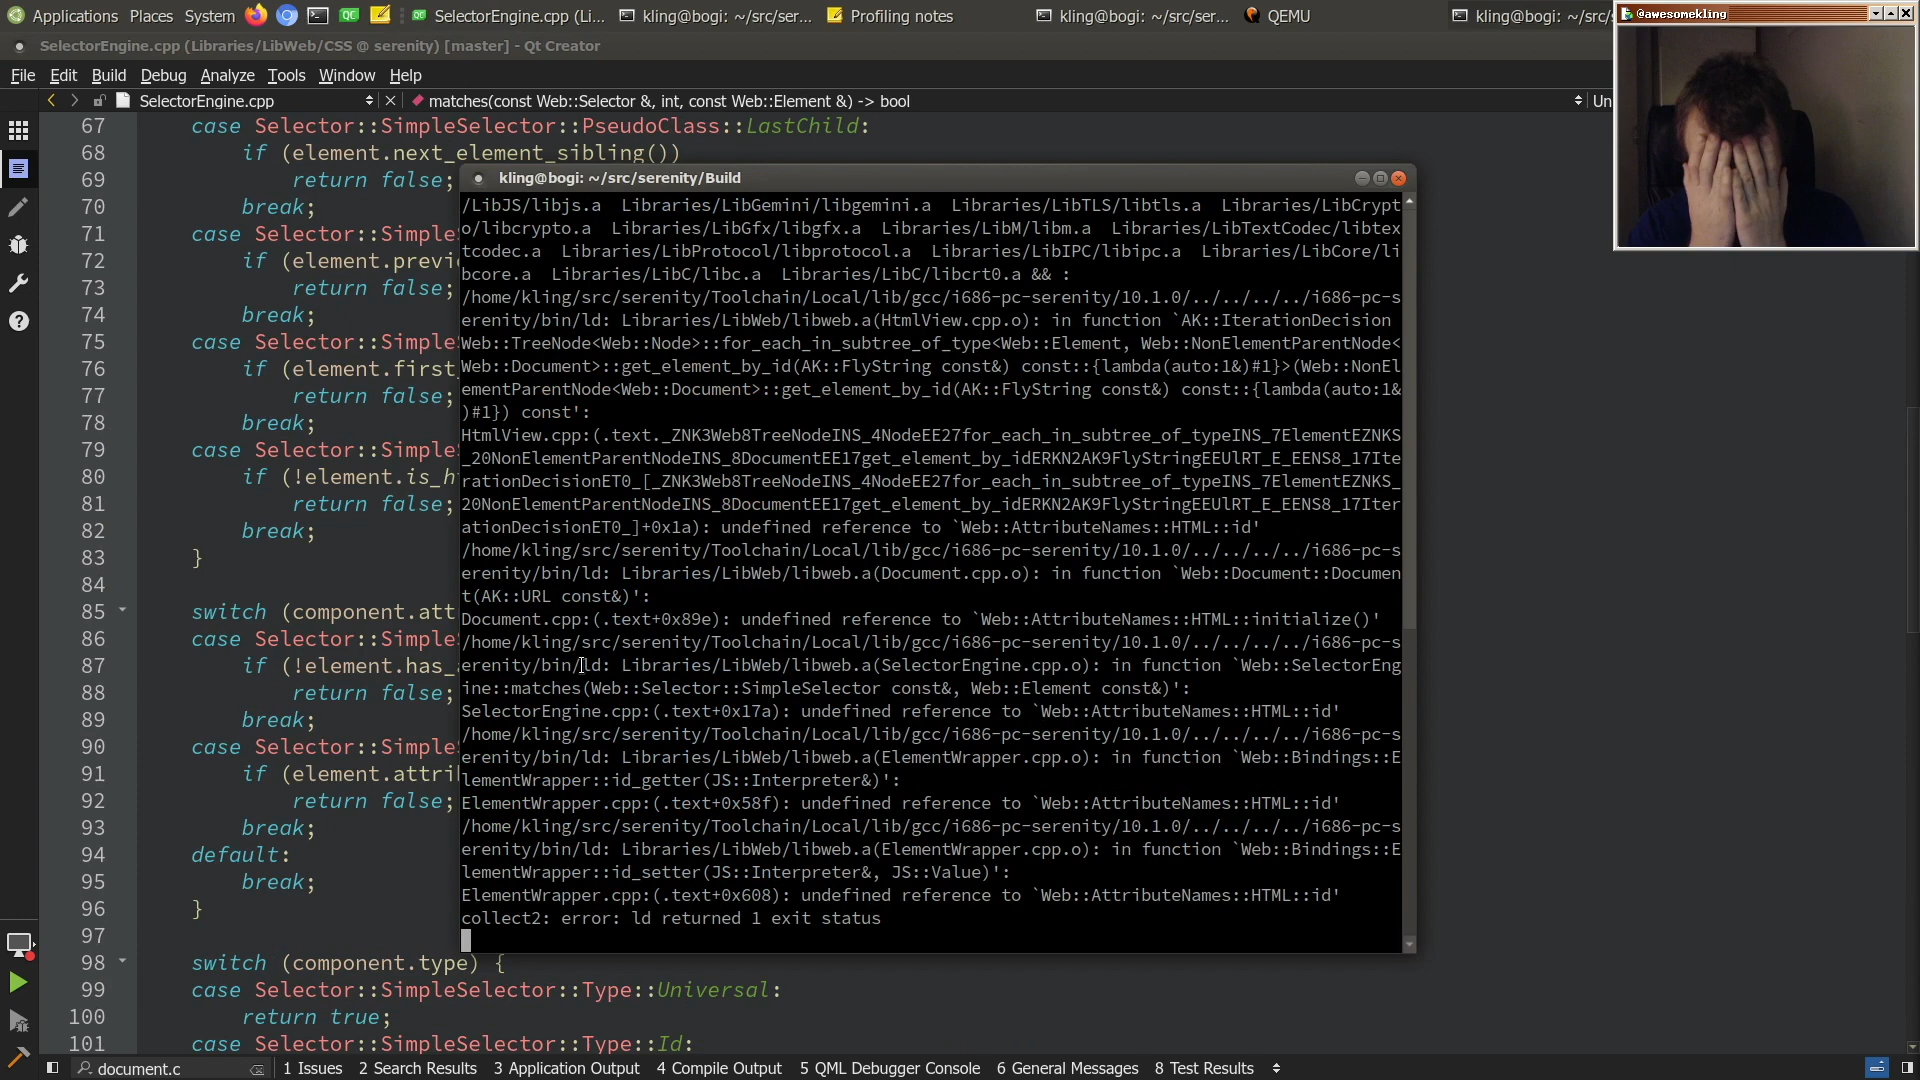 Applications Places System SelectorEngine.cpp (Li... kling@bogi: ~/src/ser... Profiling notes kling@bogi: ~/src/ser... QEMU kling@bogi: ~/src/
@awesomekling
SelectorEngine.cpp (Libraries/LibWeb/CSS @ serenity) [master] - Qt Creator
File Edit Build Debug Analyze Tools Window Help
SelectorEngine.cpp matches(const Web::Selector &, int, const Web::Element &) -> bool Un
67 case Selector::SimpleSelector::PseudoClass::LastChild:
68 if (element.next_element_sibling())
69 return false;
70 break;
71 case Selector::Simpl
72 if (element.previ
73 return false;
74 break;
75 case Selector::Simpl
76 if (element.first_
77 return false;
78 break;
79 case Selector::Simpl
80 if (!element.is_h
81 return false;
82 break;
83 }
84
85 switch (component.att
86 case Selector::Simpl
87 if (!element.has_
88 return false;
89 break;
90 case Selector::Simpl
91 if (element.attri
92 return false;
93 break;
94 default:
95 break;
96 }
97
98 switch (component.type) {
99 case Selector::SimpleSelector::Type::Universal:
100 return true;
101 case Selector::SimpleSelector::Type::Id:
kling@bogi: ~/src/serenity/Build
/LibJS/libjs.a Libraries/LibGemini/libgemini.a Libraries/LibTLS/libtls.a Libraries/LibCrypt
o/libcrypto.a Libraries/LibGfx/libgfx.a Libraries/LibM/libm.a Libraries/LibTextCodec/libtex
tcodec.a Libraries/LibProtocol/libprotocol.a Libraries/LibIPC/libipc.a Libraries/LibCore/li
bcore.a Libraries/LibC/libc.a Libraries/LibC/libcrt0.a && :
/home/kling/src/serenity/Toolchain/Local/lib/gcc/i686-pc-serenity/10.1.0/../../../../i686-pc-s
erenity/bin/ld: Libraries/LibWeb/libweb.a(HtmlView.cpp.o): in function `AK::IterationDecision
Web::TreeNode<Web::Node>::for_each_in_subtree_of_type<Web::Element, Web::NonElementParentNode<
Web::Document>::get_element_by_id(AK::FlyString const&) const::{lambda(auto:1&)#1}>(Web::NonEl
ementParentNode<Web::Document>::get_element_by_id(AK::FlyString const&) const::{lambda(auto:1&
)#1}) const':
HtmlView.cpp:(.text._ZNK3Web8TreeNodeINS_4NodeEE27for_each_in_subtree_of_typeINS_7ElementEZNKS
_20NonElementParentNodeINS_8DocumentEE17get_element_by_idERKN2AK9FlyStringEEUlRT_E_EENS8_17Ite
rationDecisionET0_[_ZNK3Web8TreeNodeINS_4NodeEE27for_each_in_subtree_of_typeINS_7ElementEZNKS_
20NonElementParentNodeINS_8DocumentEE17get_element_by_idERKN2AK9FlyStringEEUlRT_E_EENS8_17Iter
ationDecisionET0_]+0x1a): undefined reference to `Web::AttributeNames::HTML::id'
/home/kling/src/serenity/Toolchain/Local/lib/gcc/i686-pc-serenity/10.1.0/../../../../i686-pc-s
erenity/bin/ld: Libraries/LibWeb/libweb.a(Document.cpp.o): in function `Web::Document::Documen
t(AK::URL const&)':
Document.cpp:(.text+0x89e): undefined reference to `Web::AttributeNames::HTML::initialize()'
/home/kling/src/serenity/Toolchain/Local/lib/gcc/i686-pc-serenity/10.1.0/../../../../i686-pc-s
erenity/bin/ld: Libraries/LibWeb/libweb.a(SelectorEngine.cpp.o): in function `Web::SelectorEng
ine::matches(Web::Selector::SimpleSelector const&, Web::Element const&)':
SelectorEngine.cpp:(.text+0x17a): undefined reference to `Web::AttributeNames::HTML::id'
/home/kling/src/serenity/Toolchain/Local/lib/gcc/i686-pc-serenity/10.1.0/../../../../i686-pc-s
erenity/bin/ld: Libraries/LibWeb/libweb.a(ElementWrapper.cpp.o): in function `Web::Bindings::E
lementWrapper::id_getter(JS::Interpreter&)':
ElementWrapper.cpp:(.text+0x58f): undefined reference to `Web::AttributeNames::HTML::id'
/home/kling/src/serenity/Toolchain/Local/lib/gcc/i686-pc-serenity/10.1.0/../../../../i686-pc-s
erenity/bin/ld: Libraries/LibWeb/libweb.a(ElementWrapper.cpp.o): in function `Web::Bindings::E
lementWrapper::id_setter(JS::Interpreter&, JS::Value)':
ElementWrapper.cpp:(.text+0x608): undefined reference to `Web::AttributeNames::HTML::id'
collect2: error: ld returned 1 exit status
document.c 1 Issues 2 Search Results 3 Application Output 4 Compile Output 5 QML Debugger Console 6 General Messages 8 Test Results